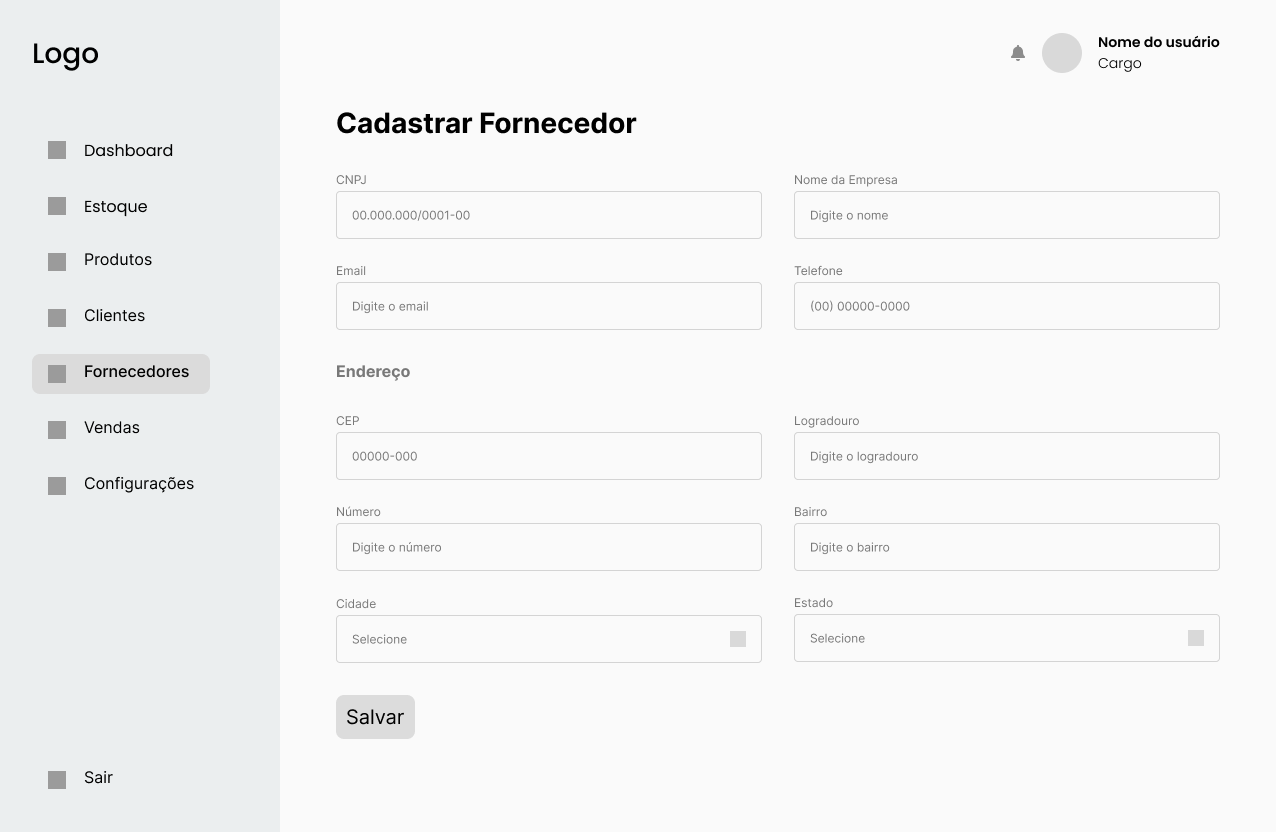 Logo
Dashboard
Estoque
Produtos
Clientes
Fornecedores
Vendas
Configurações
Sair
Nome do usuário
Cargo
Cadastrar Fornecedor
CNPJ
00.000.000/0001-00
Nome da Empresa
Digite o nome
Email
Digite o email
Telefone
(00) 00000-0000
Endereço
CEP
00000-000
Logradouro
Digite o logradouro
Número
Digite o número
Bairro
Digite o bairro
Cidade
Selecione
Estado
Selecione
Salvar